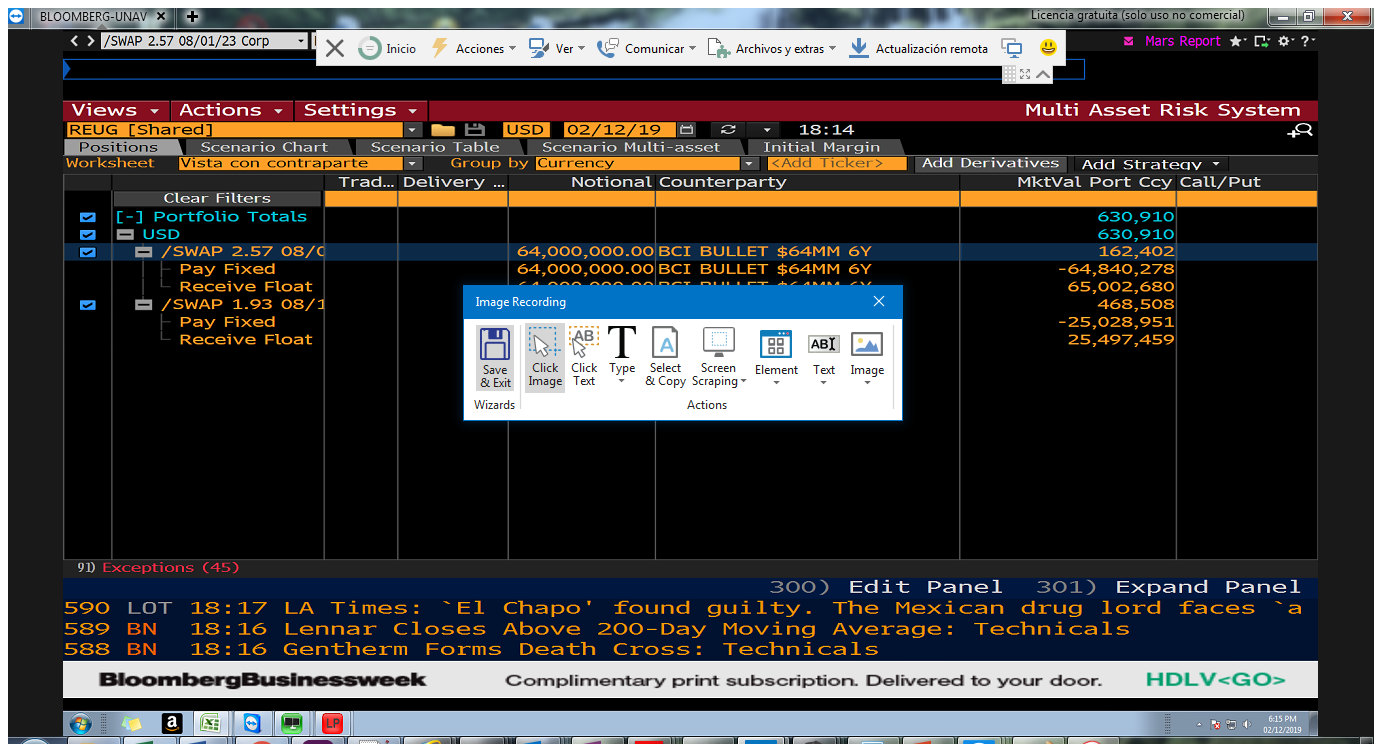 BLOOMBERG-UNAV × + Licencia gratuita (solo uso no comercial)
< > /SWAP 2.57 08/01/23 Corp Inicio Acciones Ver Comunicar Archivos y extras Actualización remota Mars Report
Views Actions Settings Multi Asset Risk System
REUG [Shared] USD 02/12/19 18:14
Positions Scenario Chart Scenario Table Scenario Multi-asset Initial Margin
Worksheet Vista con contraparte Group by Currency <Add Ticker> Add Derivatives Add Strategy
Trad... Delivery ... Notional Counterparty MktVal Port Ccy Call/Put
Clear Filters
[-] Portfolio Totals 630,910
USD 630,910
/SWAP 2.57 08/0 64,000,000.00 BCI BULLET $64MM 6Y 162,402
Pay Fixed 64,000,000.00 BCI BULLET $64MM 6Y -64,840,278
Receive Float 64,000,000.00 BCI BULLET $64MM 6Y 65,002,680
/SWAP 1.93 08/1 468,508
Pay Fixed -25,028,951
Receive Float 25,497,459
Image Recording
Save & Exit
Click Image
Click Text
Type
Select & Copy
Screen Scraping
Element
Text
Image
Wizards Actions
91) Exceptions (45)
300) Edit Panel 301) Expand Panel
590 LOT 18:17 LA Times: `El Chapo' found guilty. The Mexican drug lord faces `a
589 BN 18:16 Lennar Closes Above 200-Day Moving Average: Technicals
588 BN 18:16 Gentherm Forms Death Cross: Technicals
BloombergBusinessweek Complimentary print subscription. Delivered to your door. HDLV<GO>
6:15 PM
02/12/2019